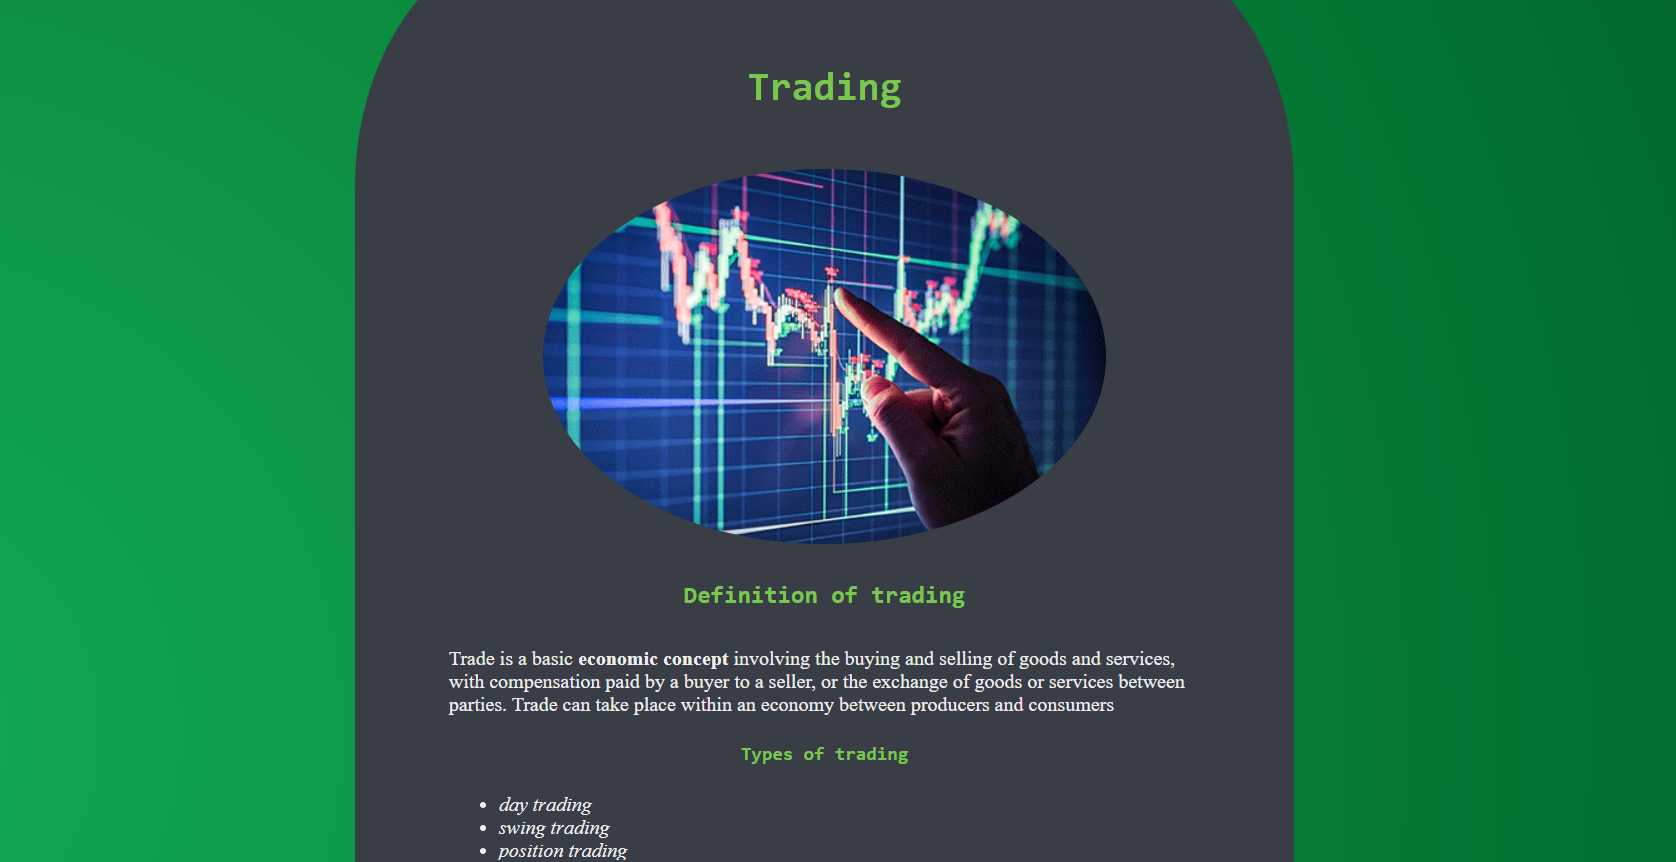 Trading
Definition of trading
Trade is a basic economic concept involving the buying and selling of goods and services,
with compensation paid by a buyer to a seller, or the exchange of goods or services between
parties. Trade can take place within an economy between producers and consumers
Types of trading
• day trading
• swing trading
• position trading